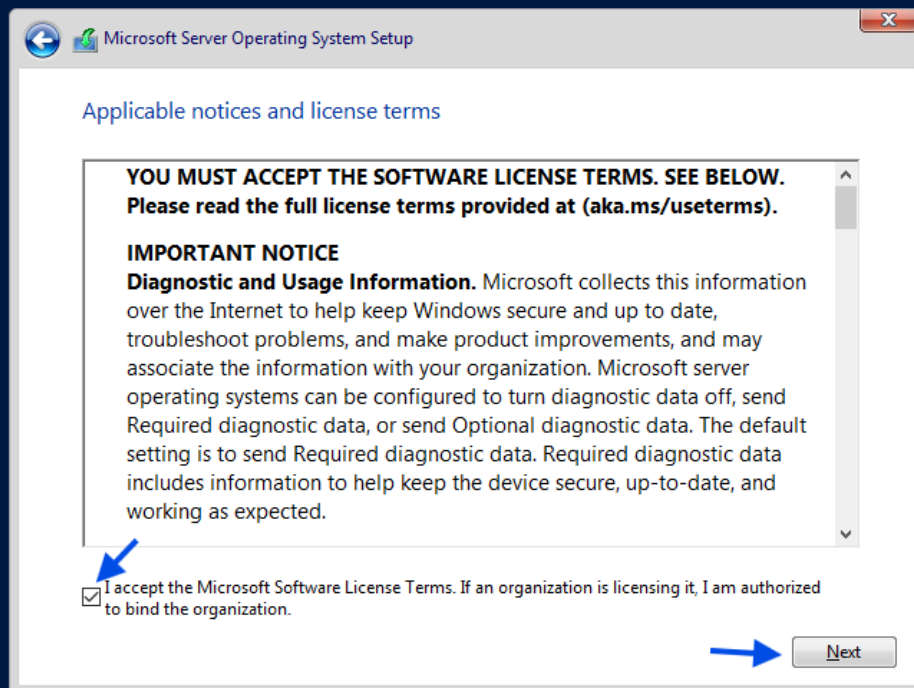 Microsoft Server Operating System Setup
Applicable notices and license terms
YOU MUST ACCEPT THE SOFTWARE LICENSE TERMS. SEE BELOW.
Please read the full license terms provided at (aka.ms/useterms).
IMPORTANT NOTICE
Diagnostic and Usage Information. Microsoft collects this information
over the Internet to help keep Windows secure and up to date,
troubleshoot problems, and make product improvements, and may
associate the information with your organization. Microsoft server
operating systems can be configured to turn diagnostic data off, send
Required diagnostic data, or send Optional diagnostic data. The default
setting is to send Required diagnostic data. Required diagnostic data
includes information to help keep the device secure, up-to-date, and
working as expected.
I accept the Microsoft Software License Terms. If an organization is licensing it, I am authorized
to bind the organization.
Next